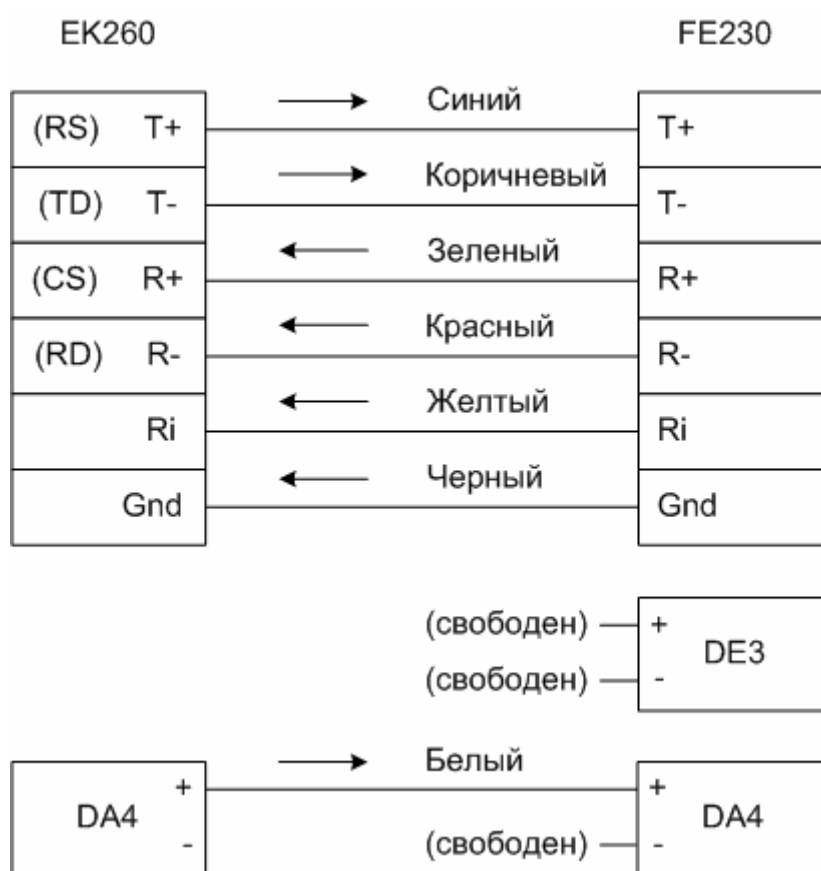 EK260 FE230
(RS) T+ Синий T+
(TD) T- Коричневый T-
(CS) R+ Зеленый R+
(RD) R- Красный R-
Ri Желтый Ri
Gnd Черный Gnd
(свободен) +
DE3
(свободен) -
Белый
+ +
DA4 DA4
- (свободен) -